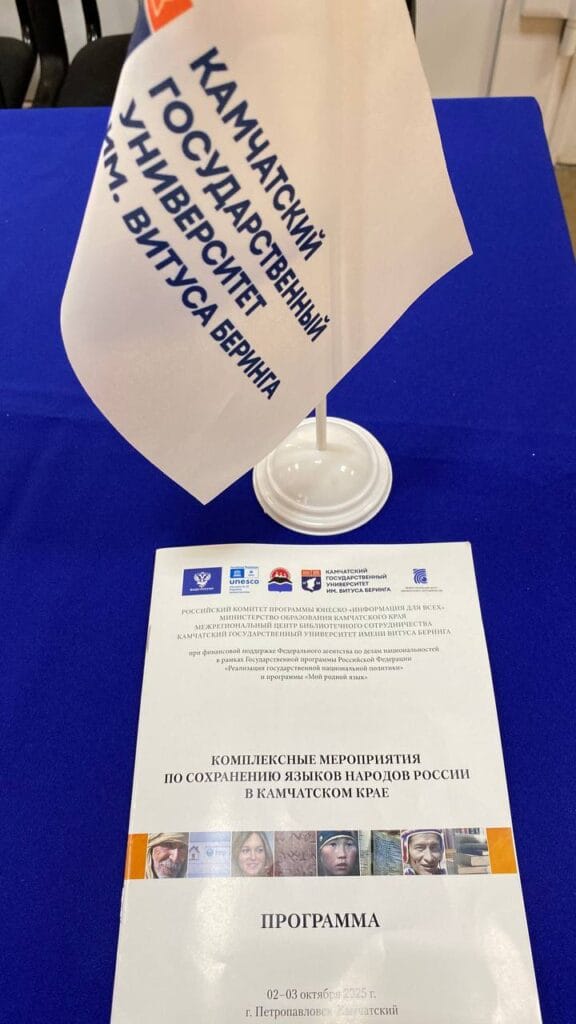 КАМЧАТСКИЙ
ГОСУДАРСТВЕННЫЙ
УНИВЕРСИТЕТ
ИМ. ВИТУСА БЕРИНГА
unesco
КАМЧАТСКИЙ
ГОСУДАРСТВЕННЫЙ
УНИВЕРСИТЕТ
ИМ. ВИТУСА БЕРИНГА
РОССИЙСКИЙ КОМИТЕТ ПРОГРАММЫ ЮНЕСКО «ИНФОРМАЦИЯ ДЛЯ ВСЕХ»
МИНИСТЕРСТВО ОБРАЗОВАНИЯ КАМЧАТСКОГО КРАЯ
МЕЖРЕГИОНАЛЬНЫЙ ЦЕНТР БИБЛИОТЕЧНОГО СОТРУДНИЧЕСТВА
КАМЧАТСКИЙ ГОСУДАРСТВЕННЫЙ УНИВЕРСИТЕТ ИМЕНИ ВИТУСА БЕРИНГА
при финансовой поддержке Федерального агентства по делам национальностей
в рамках Государственной программы Российской Федерации
«Реализация государственной национальной политики»
и программы «Мой родной язык»
КОМПЛЕКСНЫЕ МЕРОПРИЯТИЯ
ПО СОХРАНЕНИЮ ЯЗЫКОВ НАРОДОВ РОССИИ
В КАМЧАТСКОМ КРАЕ
ПРОГРАММА
02–03 октября 2025 г.
г. Петропавловск-Камчатский